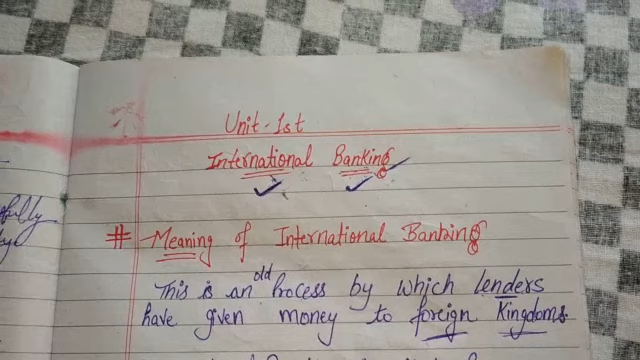 Unit-1st
International Banking
# Meaning of International Banking
This is an old Process by which lenders
have given money to foreign Kingdoms.